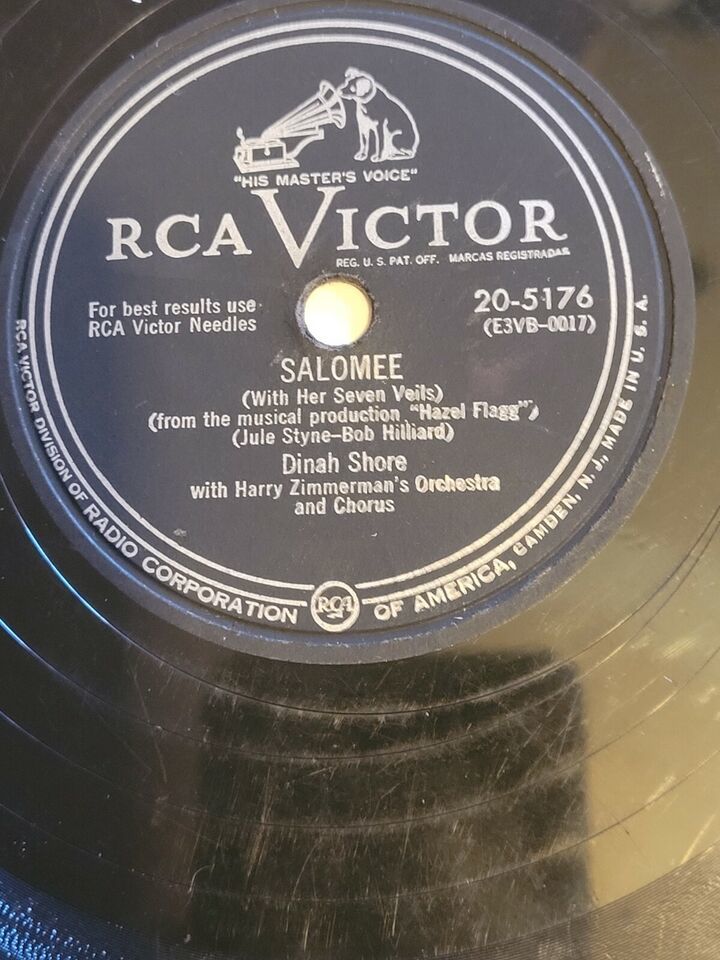 "HIS MASTER'S VOICE"
RCA VICTOR
REG. U. S. PAT. OFF. MARCAS REGISTRADAS
For best results use
RCA Victor Needles
20-5176
(E3VB-0017)
SALOMEE
(With Her Seven Veils)
(from the musical production "Hazel Flagg")
(Jule Styne-Bob Hilliard)
Dinah Shore
with Harry Zimmerman's Orchestra
and Chorus
RCA VICTOR DIVISION OF RADIO CORPORATION RCA OF AMERICA, CAMDEN, N. J., MADE IN U. S. A.